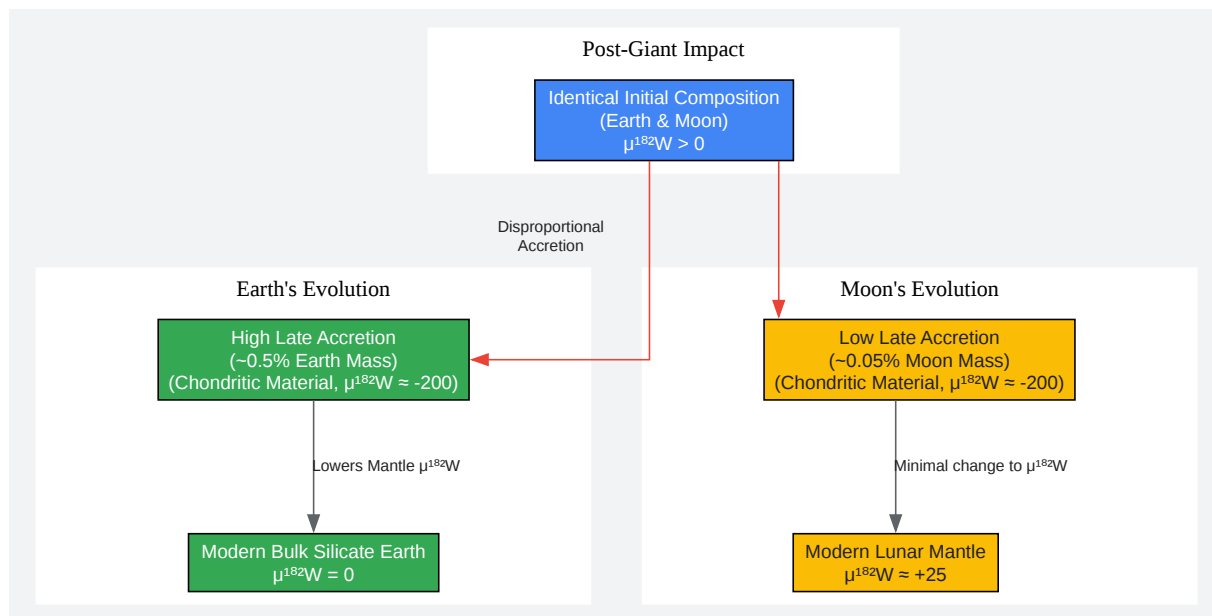 Post-Giant Impact
Identical Initial Composition
(Earth & Moon)
μ¹⁸²W > 0
Disproportional
Accretion
Earth's Evolution
High Late Accretion
(~0.5% Earth Mass)
(Chondritic Material, μ¹⁸²W ≈ -200)
Lowers Mantle μ¹⁸²W
Modern Bulk Silicate Earth
μ¹⁸²W = 0
Moon's Evolution
Low Late Accretion
(~0.05% Moon Mass)
(Chondritic Material, μ¹⁸²W ≈ -200)
Minimal change to μ¹⁸²W
Modern Lunar Mantle
μ¹⁸²W ≈ +25